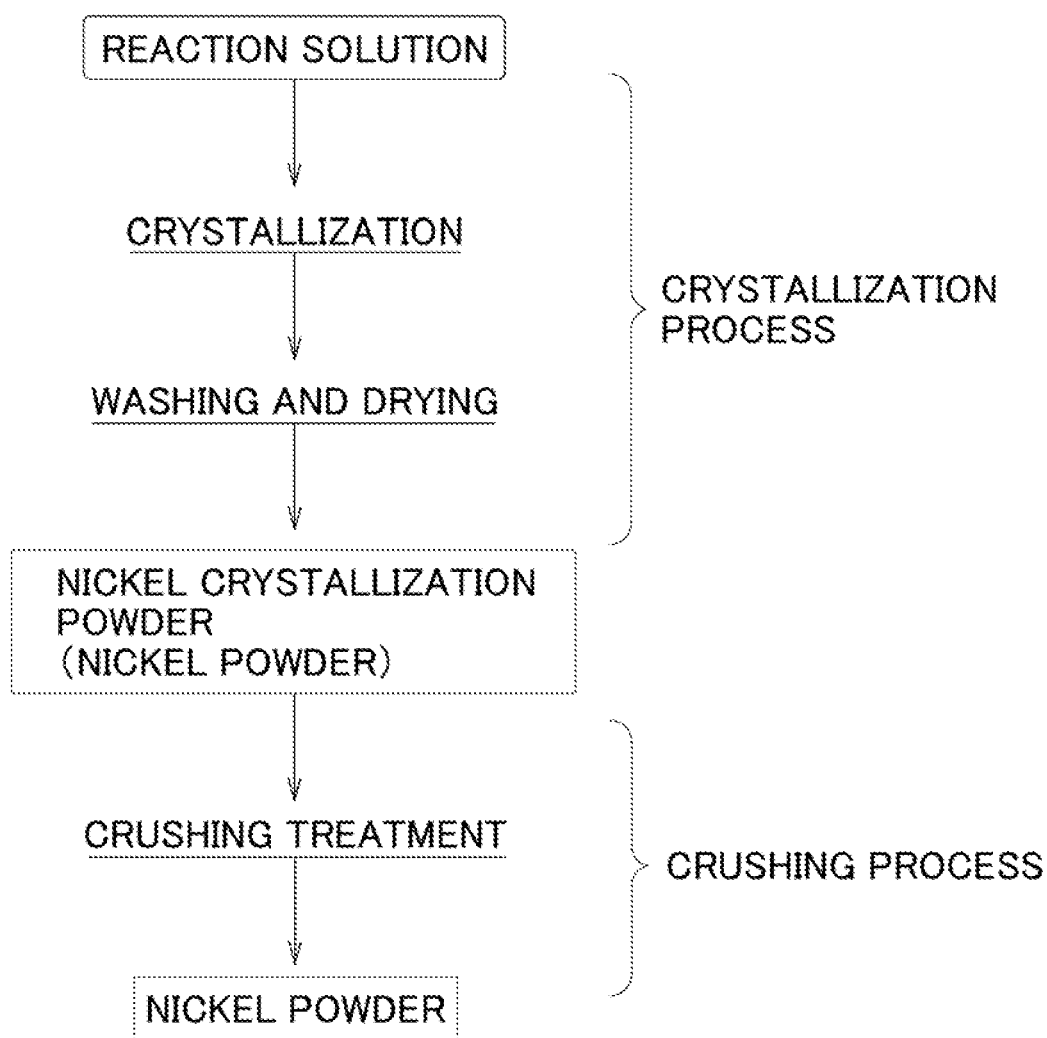 REACTION SOLUTION
CRYSTALLIZATION
CRYSTALLIZATION
PROCESS
WASHING AND DRYING
NICKEL CRYSTALLIZATION
POWDER
(NICKEL POWDER)
CRUSHING TREATMENT
CRUSHING PROCESS
NICKEL POWDER